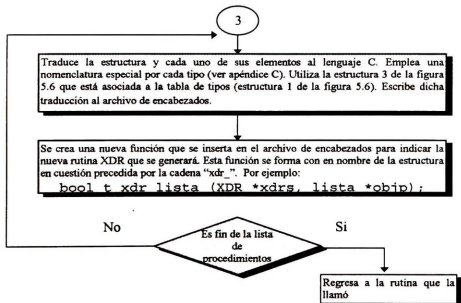 3
Traduce la estructura y cada uno de sus elementos al lenguaje C. Emplea una
nomenclatura especial por cada tipo (ver apéndice C). Utiliza la estructura 3 de la figura
5.6 que está asociada a la tabla de tipos (estructura 1 de la figura 5.6). Escribe dicha
traducción al archivo de encabezados.
Se crea una nueva función que se inserta en el archivo de encabezados para indicar la
nueva rutina XDR que se generará. Esta función se forma con en nombre de la estructura
en cuestión precedida por la cadena "xdr_". Por ejemplo:
bool t xdr lista (XDR *xdrs, lista *objp);
No
Si
Es fin de la lista
de
procedimientos
Regresa a la rutina que la
llamó